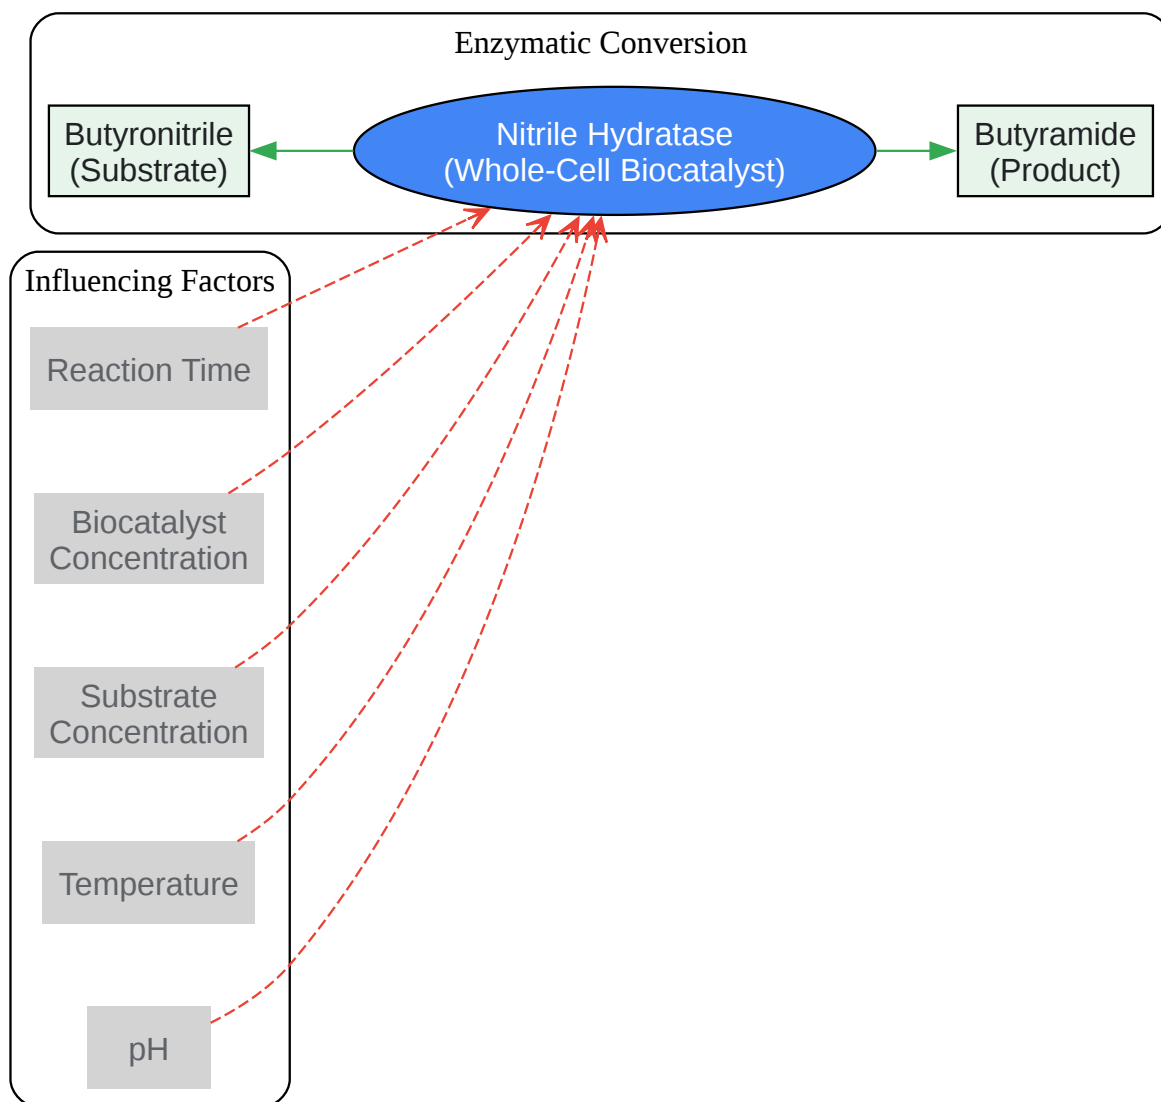 Enzymatic Conversion
Butyronitrile
(Substrate)
Nitrile Hydratase
(Whole-Cell Biocatalyst)
Butyramide
(Product)
Influencing Factors
Reaction Time
Biocatalyst
Concentration
Substrate
Concentration
Temperature
pH